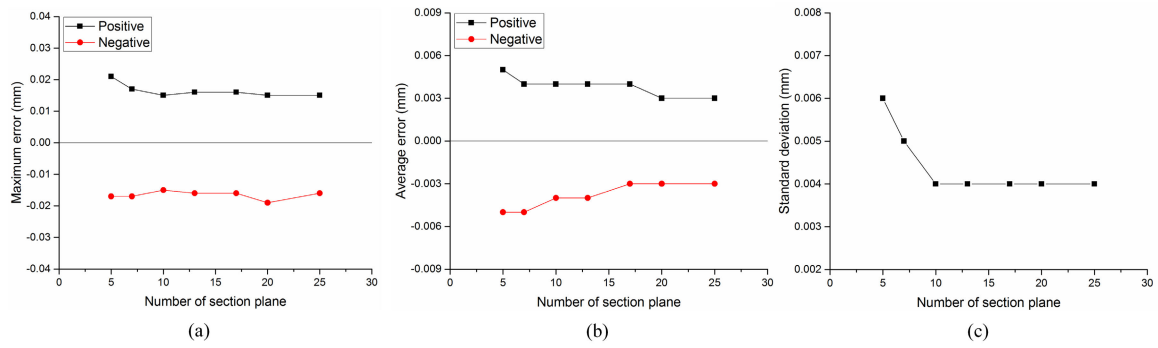 0.04
0.03
0.02
0.01
0.00
-0.01
-0.02
-0.03
-0.04
Maximum error (mm)
Positive
Negative
0 5 10 15 20 25 30
Number of section plane
(a)
0.009
0.006
0.003
0.000
-0.003
-0.006
-0.009
Average error (mm)
Positive
Negative
0 5 10 15 20 25 30
Number of section plane
(b)
0.008
0.007
0.006
0.005
0.004
0.003
0.002
Standard deviation (mm)
0 5 10 15 20 25 30
Number of section plane
(c)